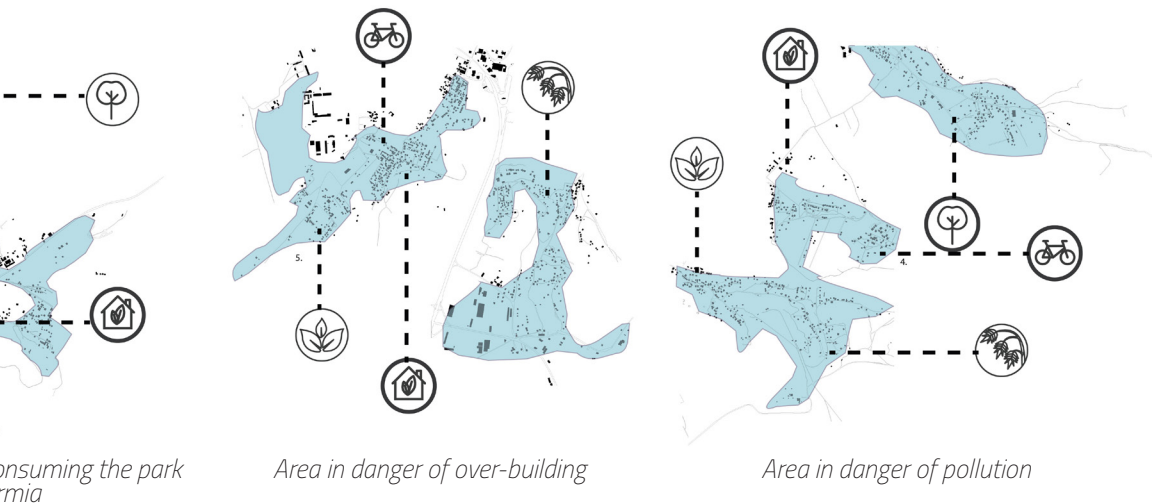 5.
4.
onsuming the park
rmia
Area in danger of over-building
Area in danger of pollution